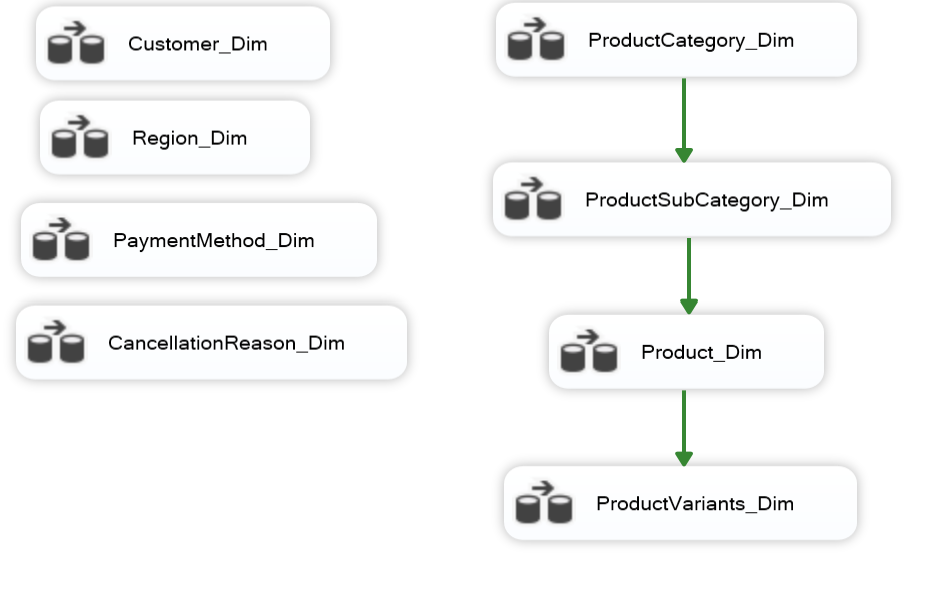 Customer_Dim
Region_Dim
PaymentMethod_Dim
CancellationReason_Dim
ProductCategory_Dim
ProductSubCategory_Dim
Product_Dim
ProductVariants_Dim